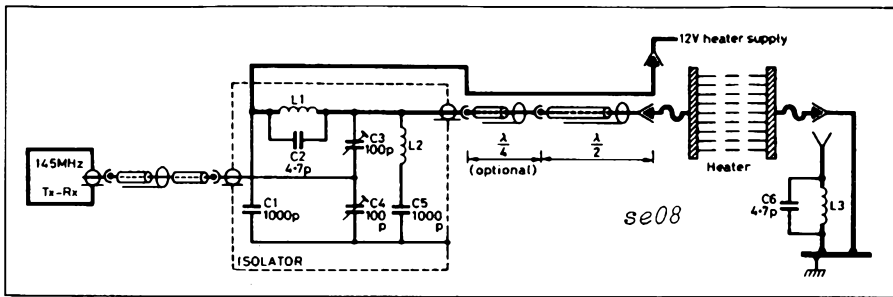 12V heater supply
L1
C2
4·7p
C3
100p
L2
145MHz
Tx-Rx
C1
1000p
C4
100
p
C5
1000
p
ISOLATOR
λ
4
(optional)
λ
2
Heater
C6
4·7p
L3
se08